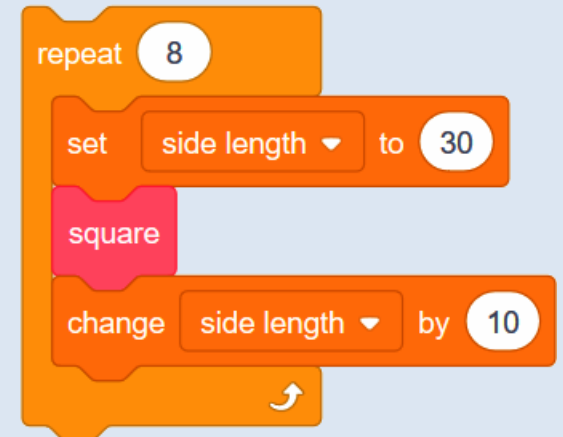 repeat 8
set side length to 30
square
change side length by 10